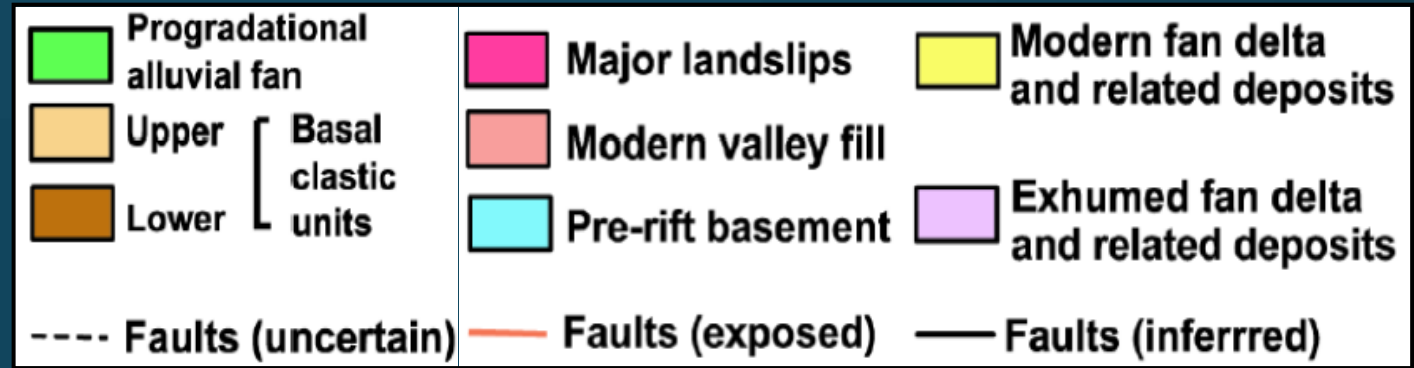 Progradational
alluvial fan
Upper
Lower
Basal
clastic
units
Faults (uncertain)
Major landslips
Modern valley fill
Pre-rift basement
Faults (exposed)
Modern fan delta
and related deposits
Exhumed fan delta
and related deposits
Faults (inferrred)